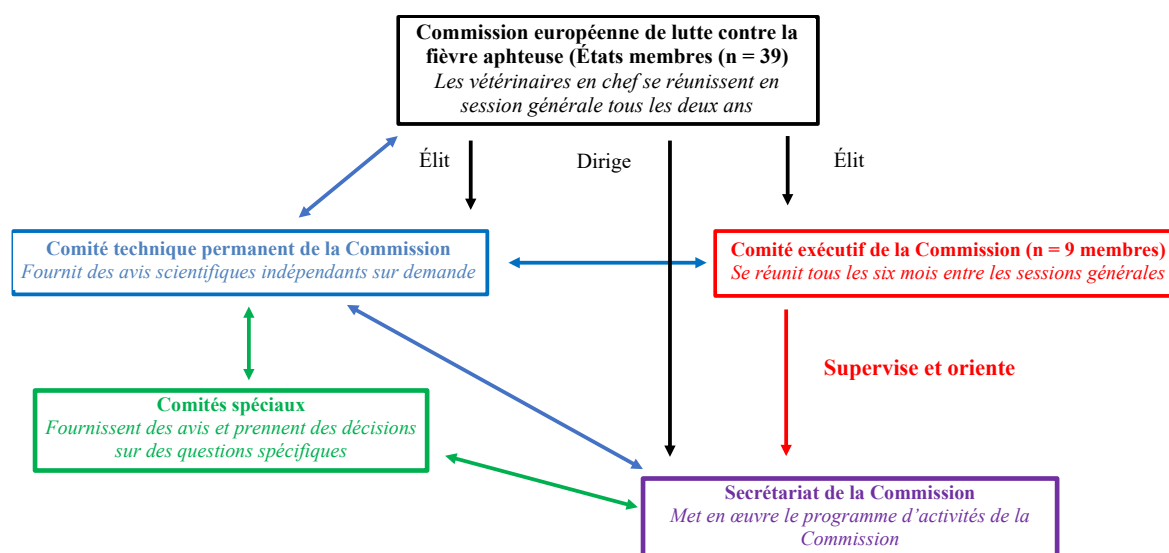 Commission européenne de lutte contre la
fièvre aphteuse (États membres (n = 39)
Les vétérinaires en chef se réunissent en
session générale tous les deux ans
Élit
Dirige
Élit
Comité technique permanent de la Commission
Fournit des avis scientifiques indépendants sur demande
Comité exécutif de la Commission (n = 9 membres)
Se réunit tous les six mois entre les sessions générales
Supervise et oriente
Comités spéciaux
Fournissent des avis et prennent des décisions
sur des questions spécifiques
Secrétariat de la Commission
Met en œuvre le programme d’activités de la
Commission